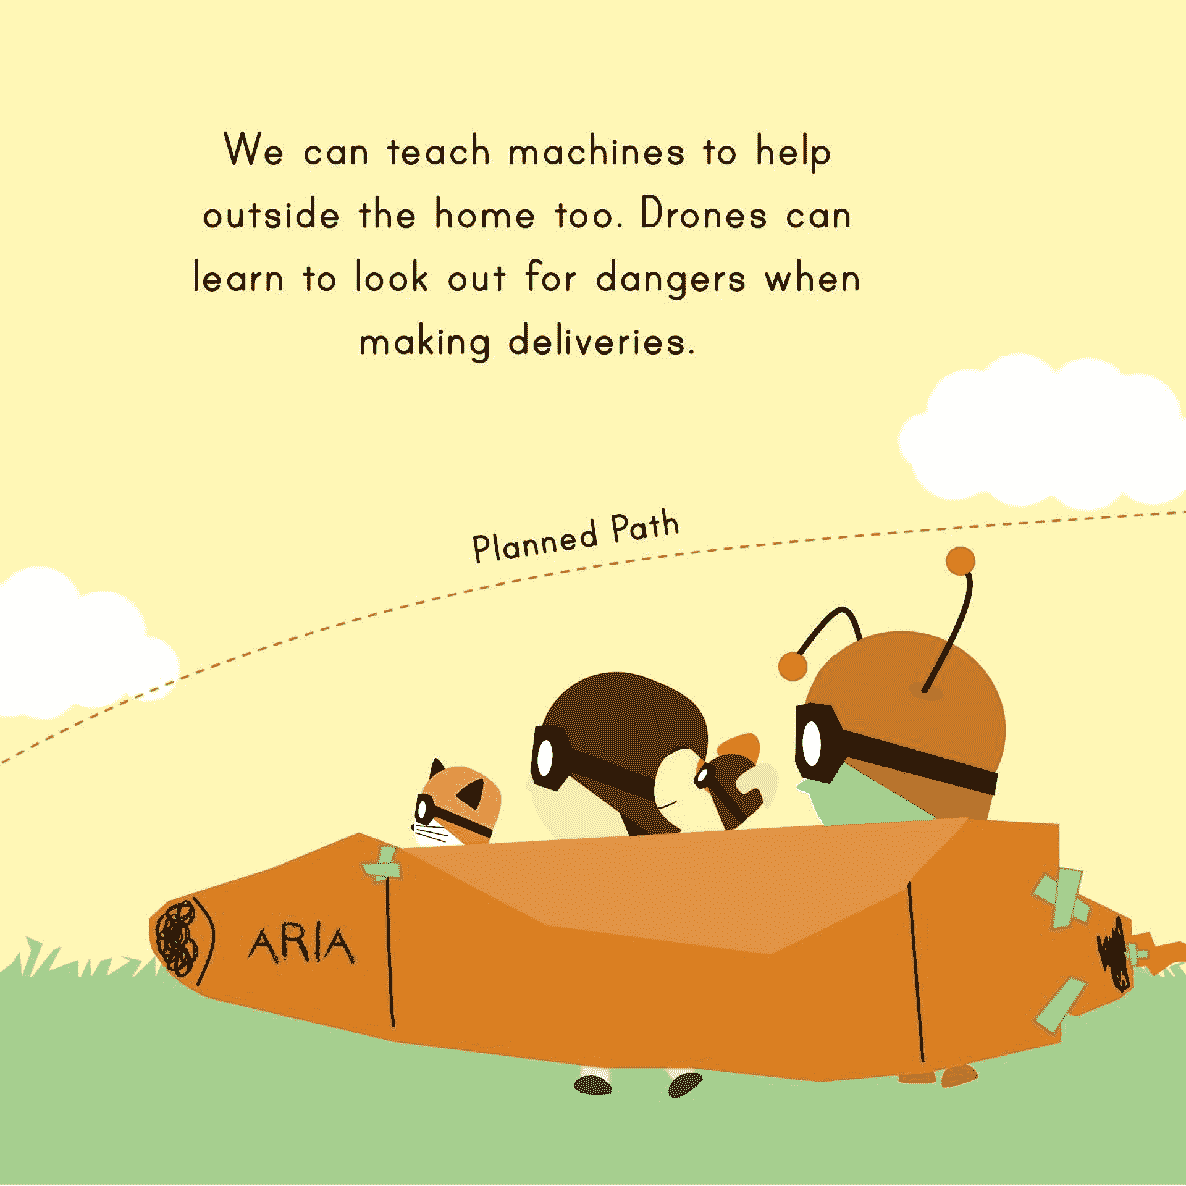 We can teach machines to help
outside the home too. Drones can
learn to look out for dangers when
making deliveries.
Planned Path
ARIA